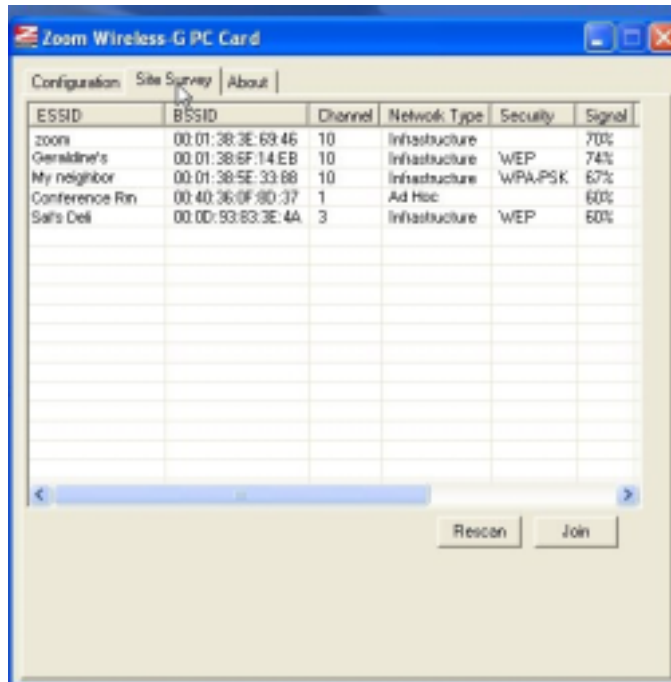 Zoom Wireless-G PC Card
Configuration Site Survey About
ESSID BSSID Channel Network Type Security Signal
zoom 00:01:38:3E:69:46 10 Infrastructure 70%
Geraldine's 00:01:38:6F:14:EB 10 Infrastructure WEP 74%
My neighbor 00:01:38:5E:33:88 10 Infrastructure WPA-PSK 67%
Conference Rm 00:40:36:0F:8D:37 1 Ad Hoc 60%
Sal's Deli 00:0D:93:83:3E:4A 3 Infrastructure WEP 60%
Rescan Join